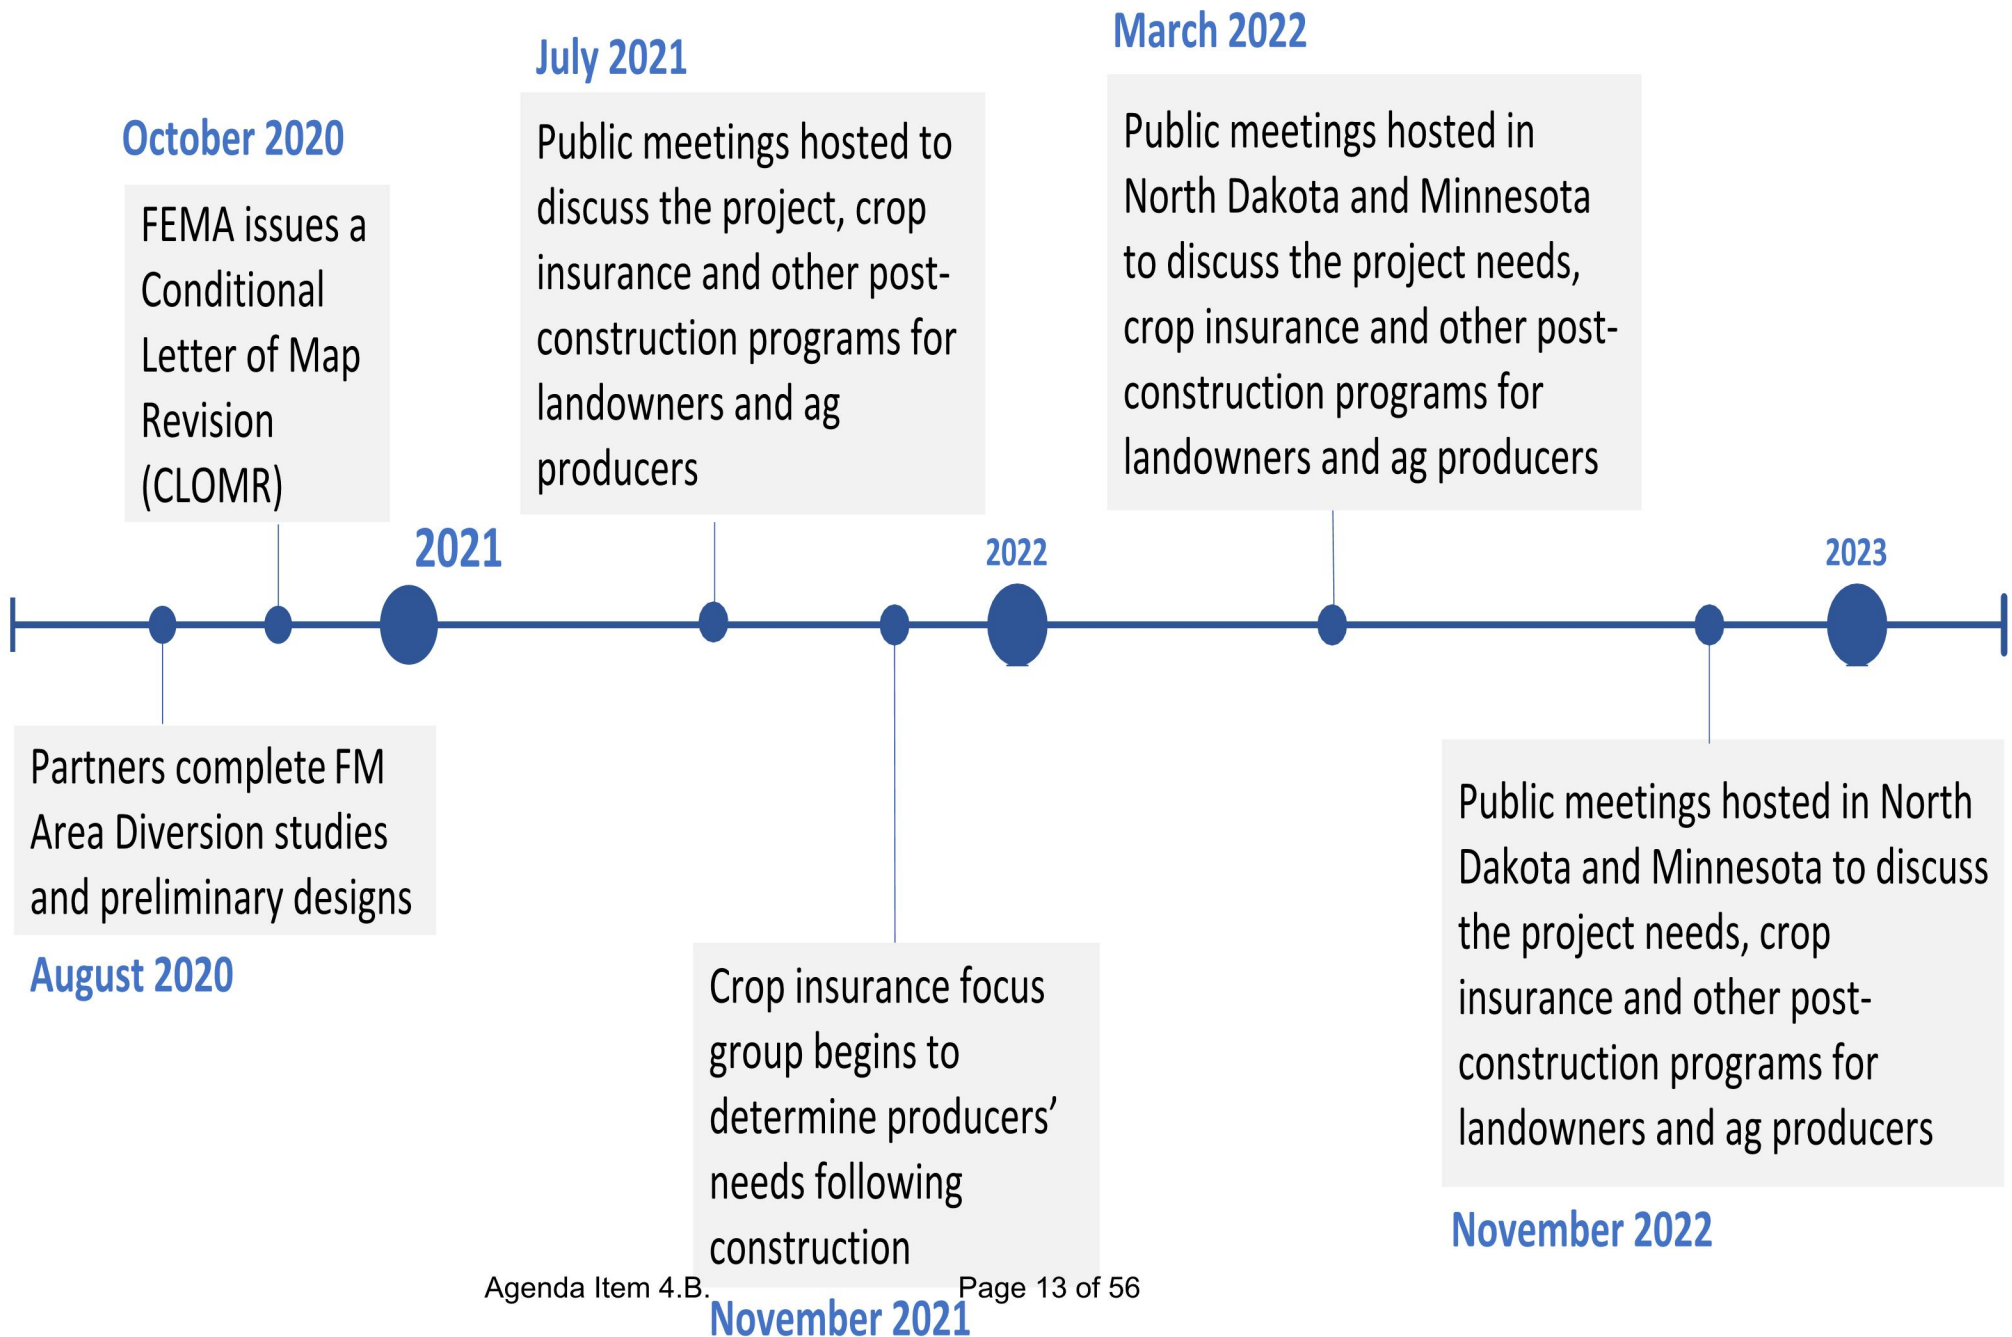 March 2022
July 2021
October 2020
Public meetings hosted in
North Dakota and Minnesota
to discuss the project needs,
crop insurance and other post-
construction programs for
landowners and ag producers
Public meetings hosted to
discuss the project, crop
insurance and other post-
construction programs for
landowners and ag
producers
FEMA issues a
Conditional
Letter of Map
Revision
(CLOMR)
2021
2022
2023
Partners complete FM
Area Diversion studies
and preliminary designs
August 2020
Crop insurance focus
group begins to
determine producers’
needs following
construction
November 2021
Public meetings hosted in North
Dakota and Minnesota to discuss
the project needs, crop
insurance and other post-
construction programs for
landowners and ag producers
November 2022
Agenda Item 4.B.
Page 13 of 56